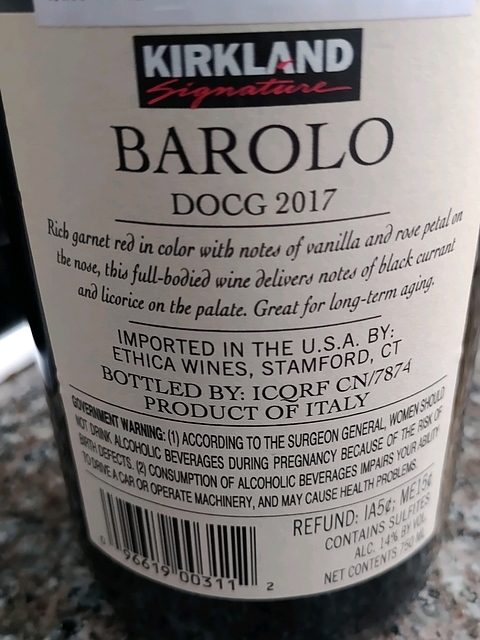 KIRKLAND
Signature
BAROLO
DOCG 2017
Rich garnet red in color with notes of vanilla and rose petal on
the nose, this full-bodied wine delivers notes of black currant
and licorice on the palate. Great for long-term aging.
IMPORTED IN THE U.S.A. BY:
ETHICA WINES, STAMFORD, CT
BOTTLED BY: ICQRF CN/7874
PRODUCT OF ITALY
GOVERNMENT WARNING: (1) ACCORDING TO THE SURGEON GENERAL, WOMEN SHOULD
NOT DRINK ALCOHOLIC BEVERAGES DURING PREGNANCY BECAUSE OF THE RISK OF
BIRTH DEFECTS. (2) CONSUMPTION OF ALCOHOLIC BEVERAGES IMPAIRS YOUR ABILITY
TO DRIVE A CAR OR OPERATE MACHINERY, AND MAY CAUSE HEALTH PROBLEMS.
REFUND: IA5¢; ME15¢
CONTAINS SULFITES
ALC. 14% BY VOL
NET CONTENTS 750 ML
0 96619 00311 2